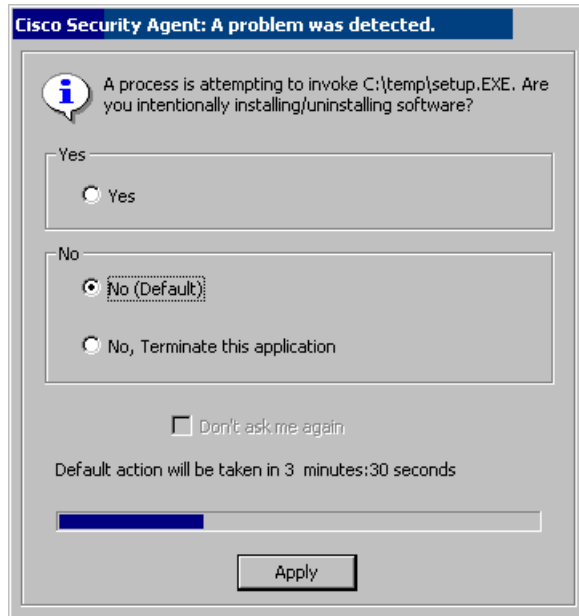 Cisco Security Agent: A problem was detected.
A process is attempting to invoke C:\temp\setup.EXE. Are
you intentionally installing/uninstalling software?
Yes
Yes
No
No (Default)
No, Terminate this application
Don't ask me again
Default action will be taken in 3  minutes:30 seconds
Apply